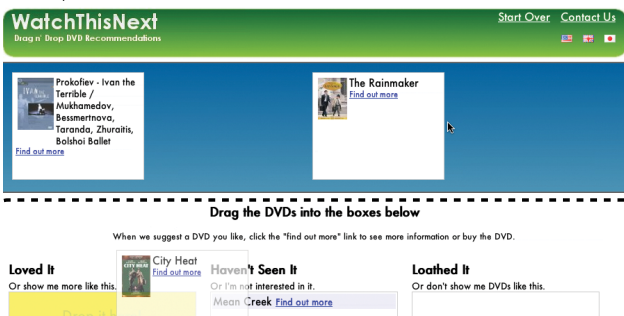 WatchThisNext
Drag n' Drop DVD Recommendations
Start Over Contact Us
Prokofiev - Ivan the
Terrible /
Mukhamedov,
Bessmertnova,
Taranda, Zhuraitis,
Bolshoi Ballet
Find out more
The Rainmaker
Find out more
Drag the DVDs into the boxes below
When we suggest a DVD you like, click the "find out more" link to see more information or buy the DVD.
City Heat
Find out more
CITY HEAT
Loved It
Or show me more like this.
Haven't Seen It
Or I'm not interested in it.
Mean Creek Find out more
Loathed It
Or don't show me DVDs like this.